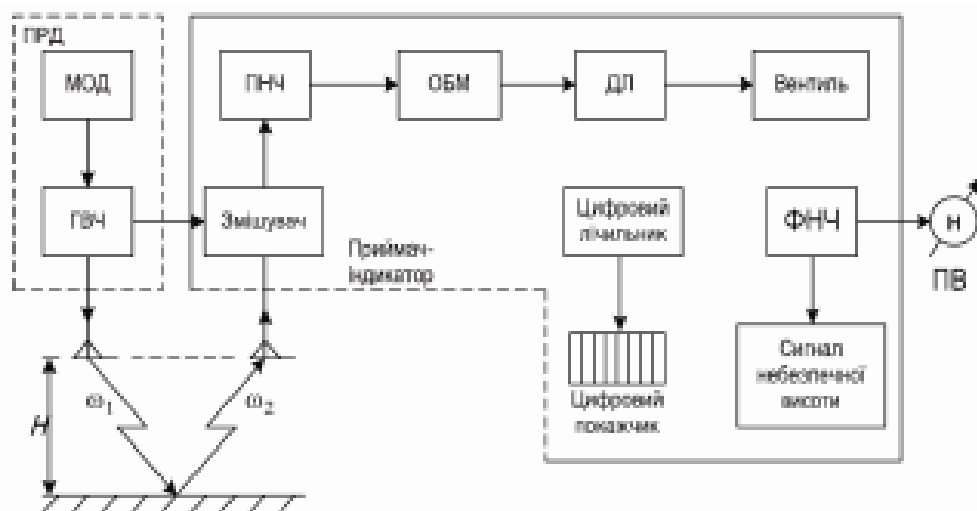 ПРД
МОД
ПНЧ
ОБМ
ДЛ
Вентиль
ГВЧ
Змішувач
Приймач-
індикатор
Цифровий
лічильник
ФНЧ
Н
ПВ
Цифровий
покажчик
Сигнал
небезпечної
висоти
H
ω1
ω2